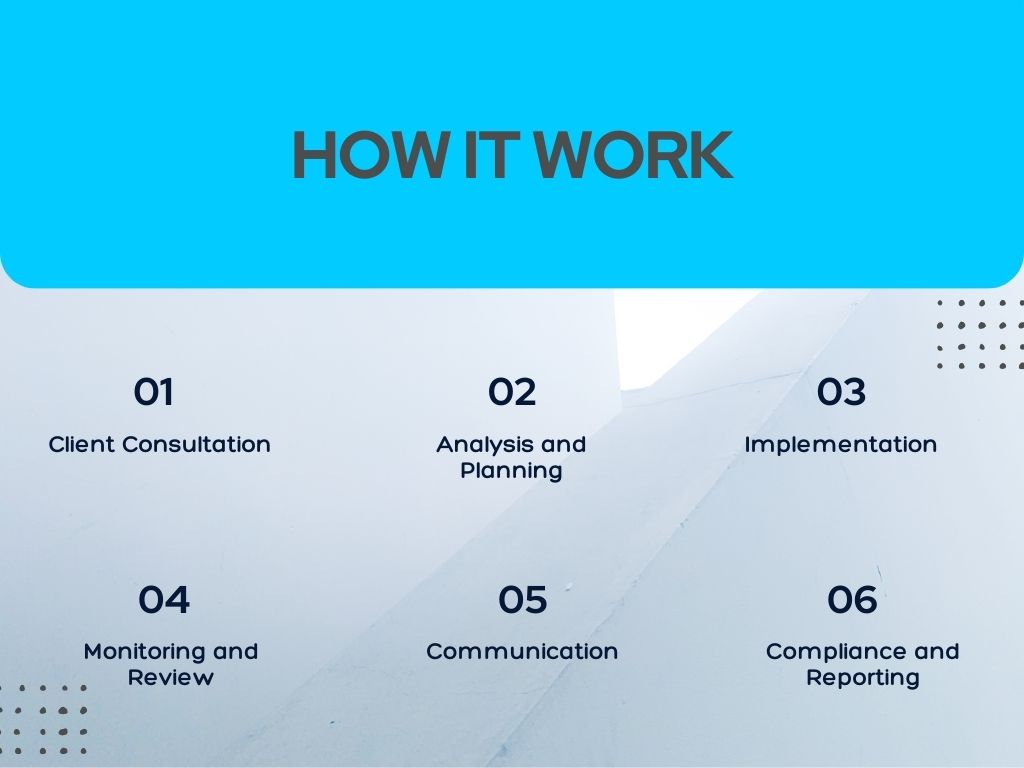 HOW IT WORK
01
Client Consultation
02
Analysis and
Planning
03
Implementation
04
Monitoring and
Review
05
Communication
06
Compliance and
Reporting